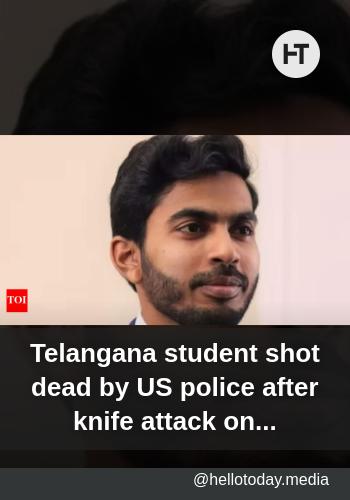 HT
TOI
Telangana student shot
dead by US police after
knife attack on...
@hellotoday.media